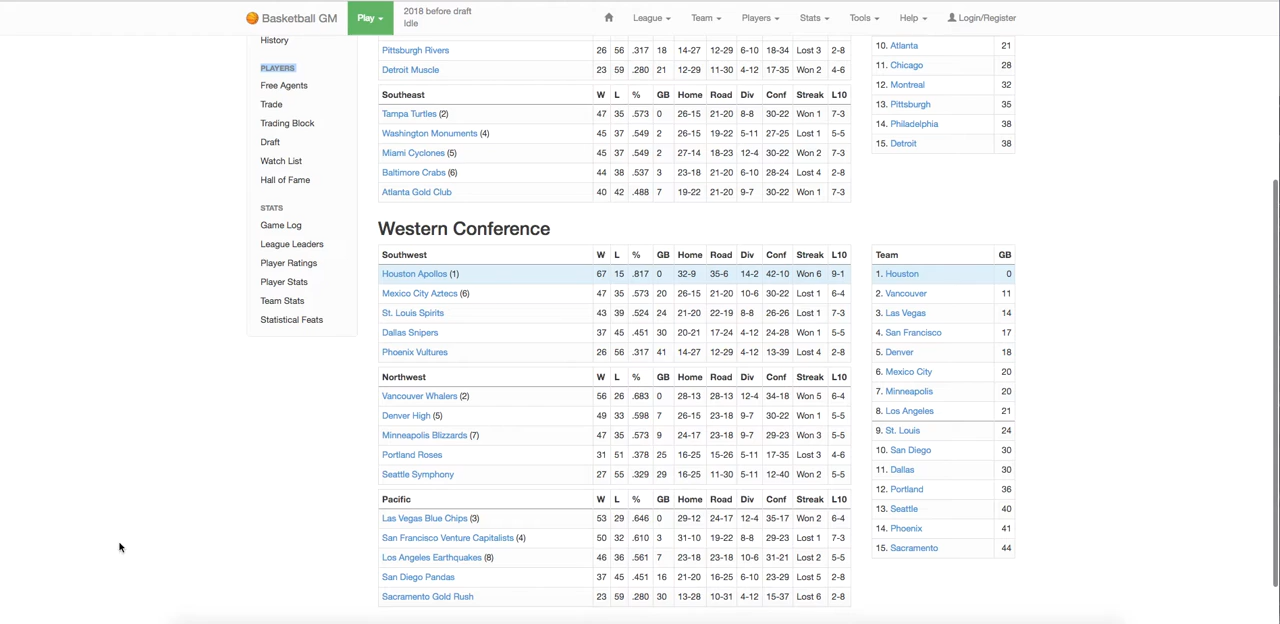 Basketball GM Play 2018 before draft League Team Players Stats Tools Help Login/Register
Idle
History
PLAYERS
Free Agents
Trade
Trading Block
Draft
Watch List
Hall of Fame
STATS
Game Log
League Leaders
Player Ratings
Player Stats
Team Stats
Statistical Feats
Pittsburgh Rivers 26 56 .317 18 14-27 12-29 6-10 18-34 Lost 3 2-8
Detroit Muscle 23 59 .280 21 12-29 11-30 4-12 17-35 Won 2 4-6
Southeast W L % GB Home Road Div Conf Streak L10
Tampa Turtles (2) 47 35 .573 0 26-15 21-20 8-8 30-22 Won 1 7-3
Washington Monuments (4) 45 37 .549 2 26-15 19-22 5-11 27-25 Lost 1 5-5
Miami Cyclones (5) 45 37 .549 2 27-14 18-23 12-4 30-22 Won 2 7-3
Baltimore Crabs (6) 44 38 .537 3 23-18 21-20 6-10 28-24 Lost 4 2-8
Atlanta Gold Club 40 42 .488 7 19-22 21-20 9-7 30-22 Won 1 7-3
10. Atlanta 21
11. Chicago 28
12. Montreal 32
13. Pittsburgh 35
14. Philadelphia 38
15. Detroit 38
Western Conference
Southwest W L % GB Home Road Div Conf Streak L10
Houston Apollos (1) 67 15 .817 0 32-9 35-6 14-2 42-10 Won 6 9-1
Mexico City Aztecs (6) 47 35 .573 20 26-15 21-20 10-6 30-22 Lost 1 6-4
St. Louis Spirits 43 39 .524 24 21-20 22-19 8-8 26-26 Lost 1 7-3
Dallas Snipers 37 45 .451 30 20-21 17-24 4-12 24-28 Won 1 5-5
Phoenix Vultures 26 56 .317 41 14-27 12-29 4-12 13-39 Lost 4 2-8
Northwest W L % GB Home Road Div Conf Streak L10
Vancouver Whalers (2) 56 26 .683 0 28-13 28-13 12-4 34-18 Won 5 6-4
Denver High (5) 49 33 .598 7 26-15 23-18 9-7 30-22 Won 1 5-5
Minneapolis Blizzards (7) 47 35 .573 9 24-17 23-18 9-7 29-23 Won 3 5-5
Portland Roses 31 51 .378 25 16-25 15-26 5-11 17-35 Lost 3 4-6
Seattle Symphony 27 55 .329 29 16-25 11-30 5-11 12-40 Won 2 5-5
Pacific W L % GB Home Road Div Conf Streak L10
Las Vegas Blue Chips (3) 53 29 .646 0 29-12 24-17 12-4 35-17 Won 2 6-4
San Francisco Venture Capitalists (4) 50 32 .610 3 31-10 19-22 8-8 29-23 Lost 1 7-3
Los Angeles Earthquakes (8) 46 36 .561 7 23-18 23-18 10-6 31-21 Lost 2 5-5
San Diego Pandas 37 45 .451 16 21-20 16-25 6-10 23-29 Lost 5 2-8
Sacramento Gold Rush 23 59 .280 30 13-28 10-31 4-12 15-37 Lost 6 2-8
Team GB
1. Houston 0
2. Vancouver 11
3. Las Vegas 14
4. San Francisco 17
5. Denver 18
6. Mexico City 20
7. Minneapolis 20
8. Los Angeles 21
9. St. Louis 24
10. San Diego 30
11. Dallas 30
12. Portland 36
13. Seattle 40
14. Phoenix 41
15. Sacramento 44